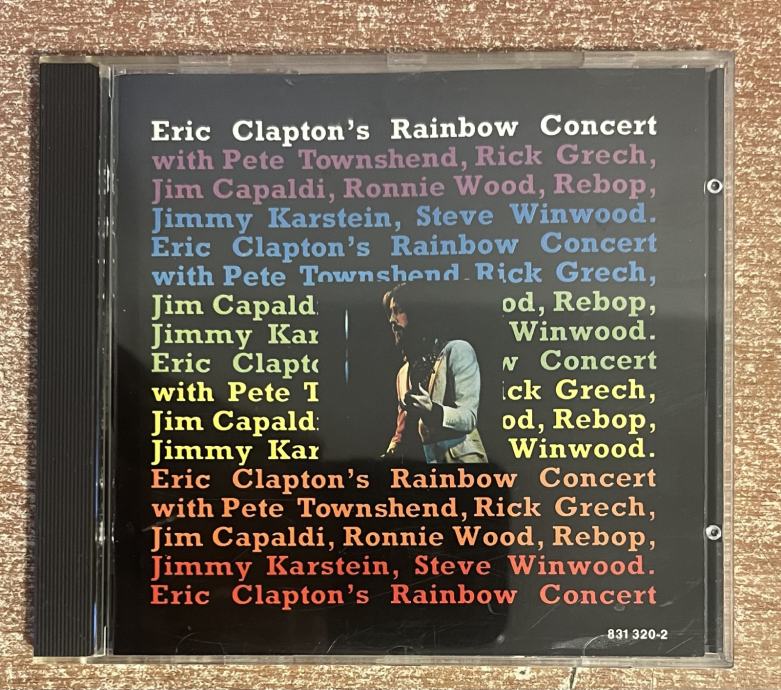 Eric Clapton's Rainbow Concert
with Pete Townshend, Rick Grech,
Jim Capaldi, Ronnie Wood, Rebop,
Jimmy Karstein, Steve Winwood.
Eric Clapton's Rainbow Concert
with Pete Townshend, Rick Grech,
Jim Capaldi od, Rebop,
Jimmy Kar Winwood.
Eric Clapto w Concert
with Pete T ick Grech,
Jim Capaldi od, Rebop,
Jimmy Kar Winwood.
Eric Clapton's Rainbow Concert
with Pete Townshend, Rick Grech,
Jim Capaldi, Ronnie Wood, Rebop,
Jimmy Karstein, Steve Winwood.
Eric Clapton's Rainbow Concert
831 320-2